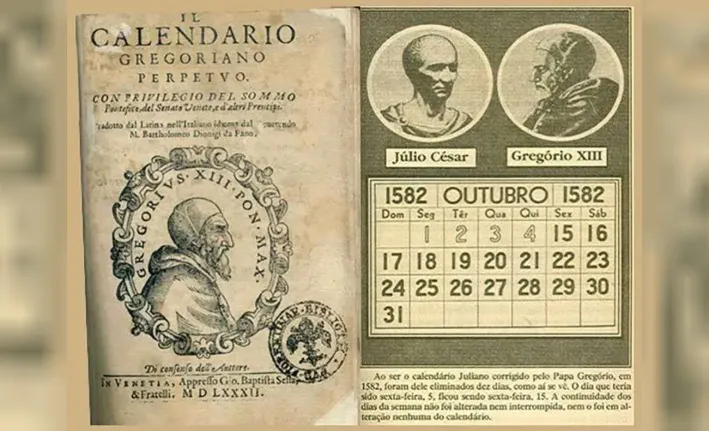 IL
CALENDARIO
GREGORIANO
PERPETVO.
CON PRIVILEGIO DEL SOMMO
Pontefice, del Senato Veneto, e d'altri Prencipi.
dal Latino nell'Italiano idioma dal
M. Bartholomeo Dionigi da Fano.
GREGORIVS. XIII. PON. MAX.
Di consenso dell'Auttore.
IN VENETIA, Appresso Gio. Battista Sessa,
& Fratelli. M D LXXXII.
Júlio César
Gregório XIII
1582 OUTUBRO 1582
Dom Seg Têr Qua Qui Sex Sáb
1 2 3 4 15 16
17 18 19 20 21 22 23
24 25 26 27 28 29 30
31
Ao ser o calendário Juliano corrigido pelo Papa Gregório, em
1582, foram dele eliminados dez dias, como aí se vê. O dia que teria
sido sexta-feira, 5, ficou sendo sexta-feira, 15. A continuidade dos
dias da semana não foi alterada nem interrompida, nem o foi em al-
teração nenhuma do calendário.